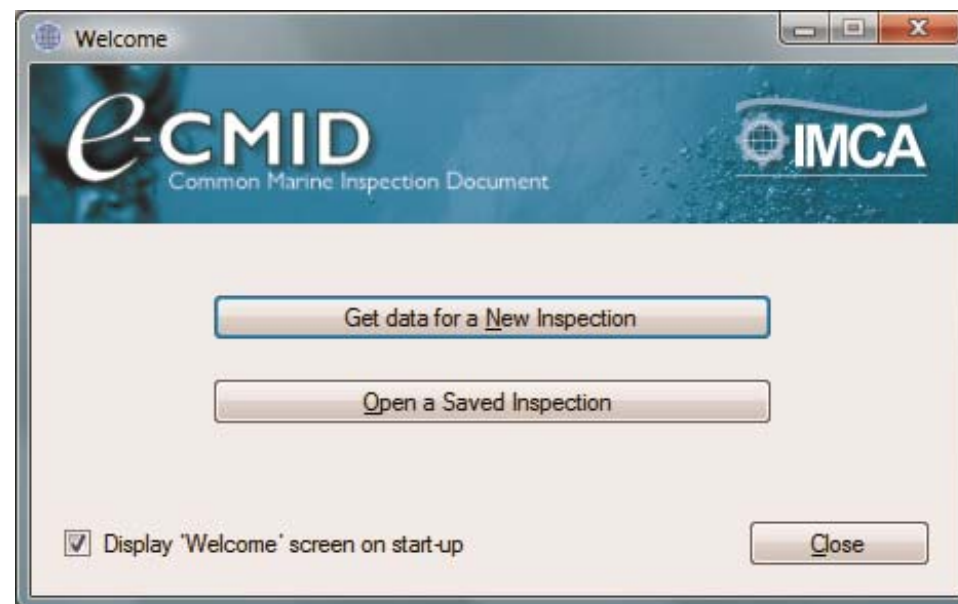 Welcome
e-CMID
Common Marine Inspection Document
IMCA
Get data for a New Inspection
Open a Saved Inspection
Display 'Welcome' screen on start-up
Close